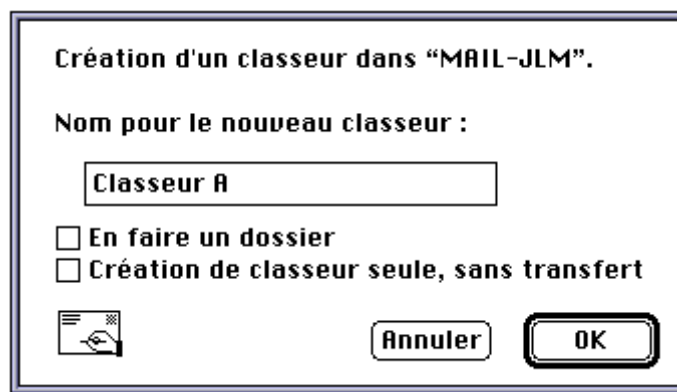 Création d'un classeur dans “MAIL-JLM”.
Nom pour le nouveau classeur :
Classeur A
En faire un dossier
Création de classeur seule, sans transfert
Annuler OK